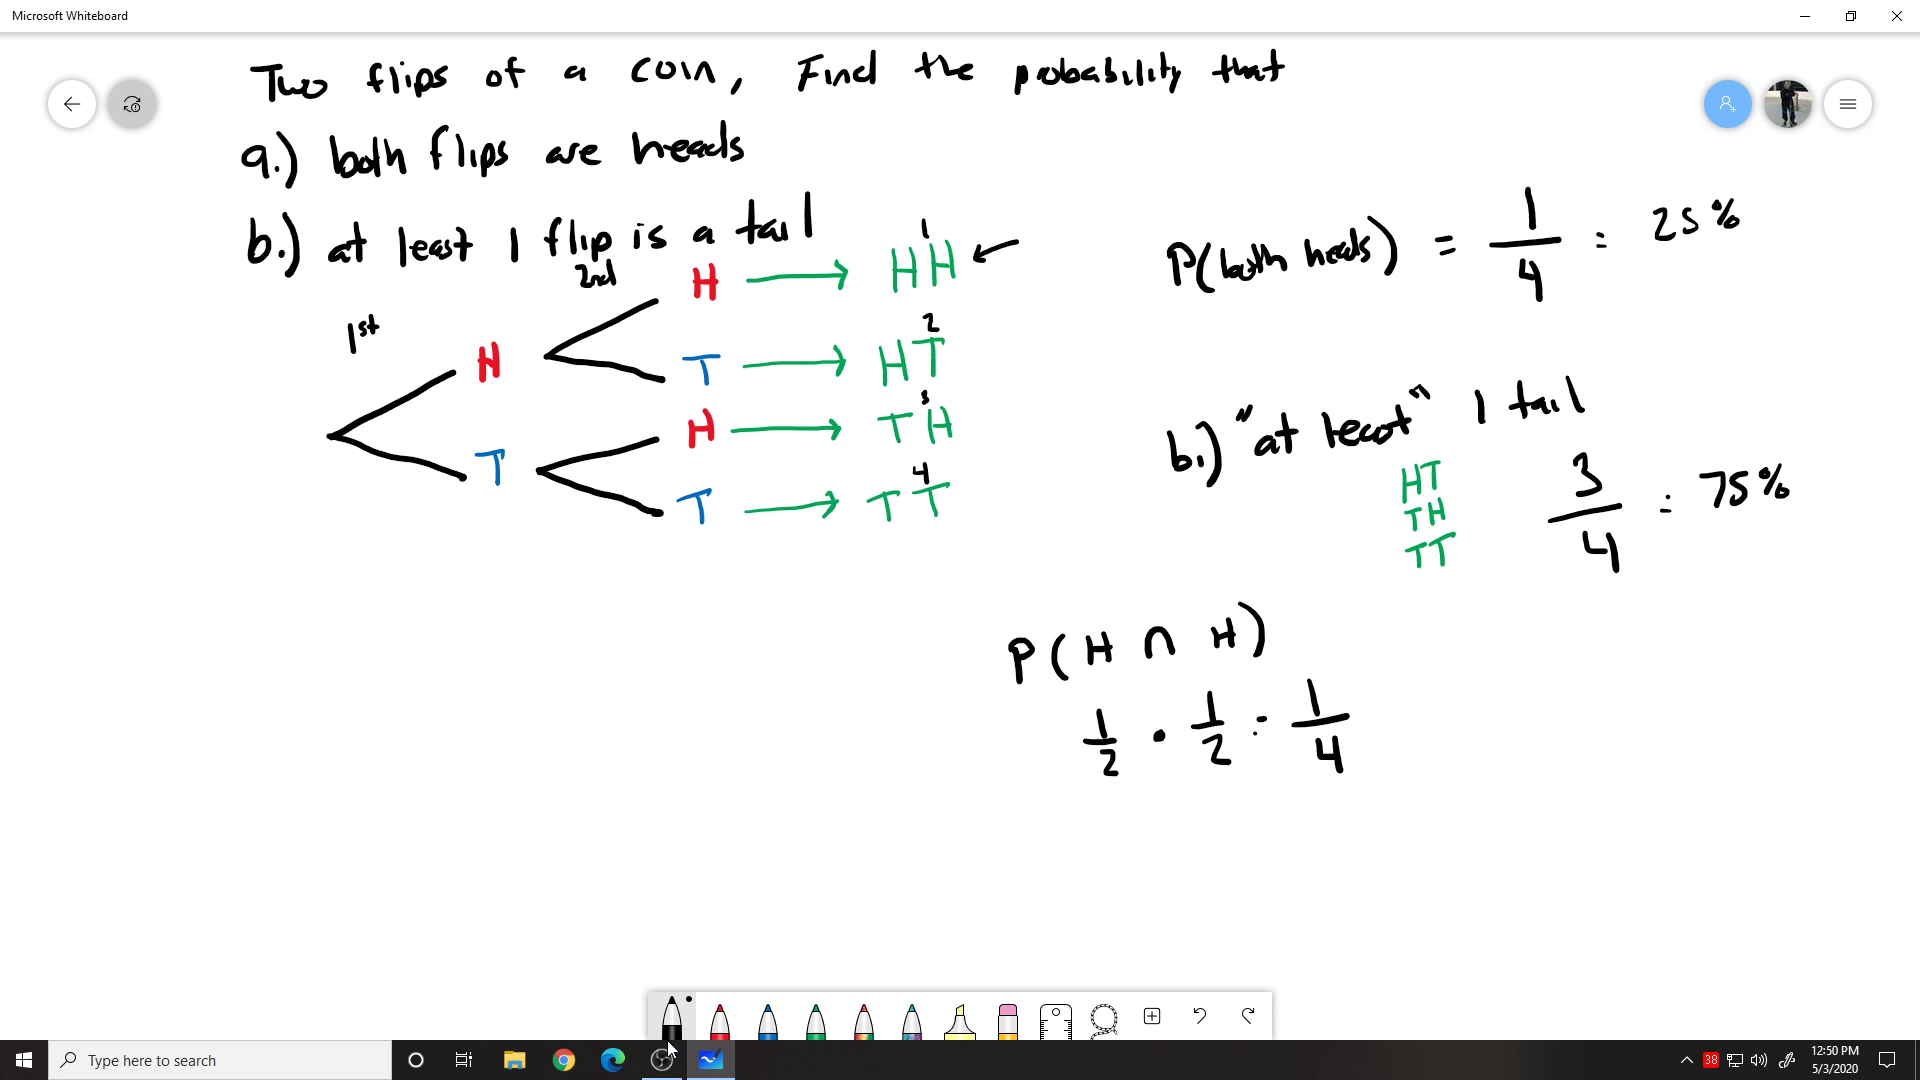 Microsoft Whiteboard
Two flips of a coin, Find the probability that
a.) both flips are heads
b.) at least 1 flip is a tail
1st
2nd
H
T
H
T
H
T
1
HH
2
HT
3
TH
4
TT
P(both heads) = 1/4 = 25%
b.) "at least" 1 tail
HT
TH
TT
3/4 = 75%
P(H ∩ H)
1/2 • 1/2 = 1/4
Type here to search
38
12:50 PM
5/3/2020